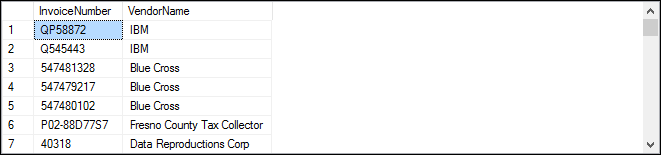 InvoiceNumber VendorName
1 QP58872 IBM
2 Q545443 IBM
3 547481328 Blue Cross
4 547479217 Blue Cross
5 547480102 Blue Cross
6 P02-88D77S7 Fresno County Tax Collector
7 40318 Data Reproductions Corp